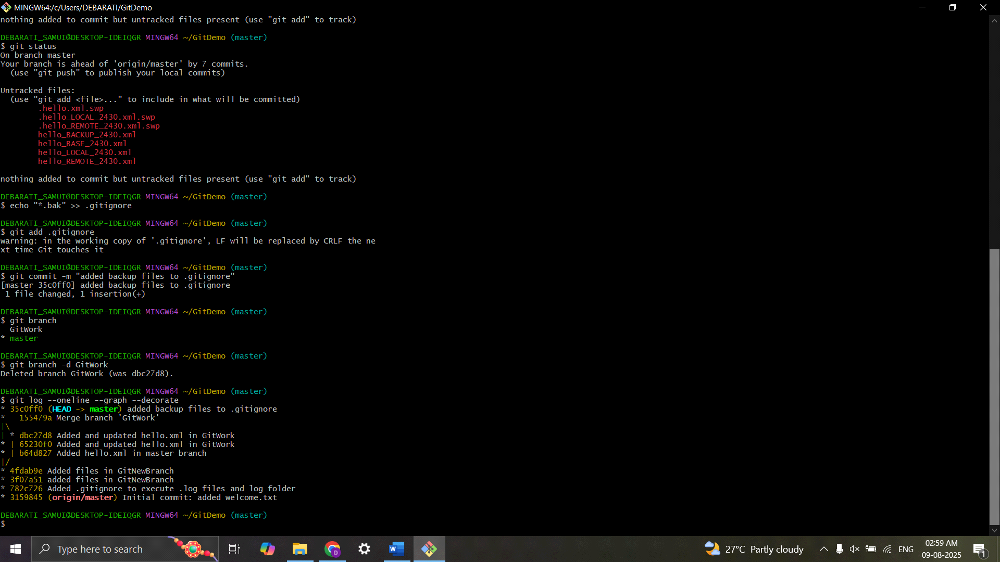 MINGW64:/c/Users/DEBARATI/GitDemo
nothing added to commit but untracked files present (use "git add" to track)
DEBARATI_SAMUI@DESKTOP-IDEIQGR MINGW64 ~/GitDemo (master)
$ git status
On branch master
Your branch is ahead of 'origin/master' by 7 commits.
(use "git push" to publish your local commits)
Untracked files:
(use "git add <file>..." to include in what will be committed)
.hello.xml.swp
.hello_LOCAL_2430.xml.swp
.hello_REMOTE_2430.xml.swp
hello_BACKUP_2430.xml
hello_BASE_2430.xml
hello_LOCAL_2430.xml
hello_REMOTE_2430.xml
nothing added to commit but untracked files present (use "git add" to track)
DEBARATI_SAMUI@DESKTOP-IDEIQGR MINGW64 ~/GitDemo (master)
$ echo "*.bak" >> .gitignore
DEBARATI_SAMUI@DESKTOP-IDEIQGR MINGW64 ~/GitDemo (master)
$ git add .gitignore
warning: in the working copy of '.gitignore', LF will be replaced by CRLF the ne
xt time Git touches it
DEBARATI_SAMUI@DESKTOP-IDEIQGR MINGW64 ~/GitDemo (master)
$ git commit -m "added backup files to .gitignore"
[master 35c0ff0] added backup files to .gitignore
1 file changed, 1 insertion(+)
DEBARATI_SAMUI@DESKTOP-IDEIQGR MINGW64 ~/GitDemo (master)
$ git branch
GitWork
* master
DEBARATI_SAMUI@DESKTOP-IDEIQGR MINGW64 ~/GitDemo (master)
$ git branch -d GitWork
Deleted branch GitWork (was dbc27d8).
DEBARATI_SAMUI@DESKTOP-IDEIQGR MINGW64 ~/GitDemo (master)
$ git log --oneline --graph --decorate
* 35c0ff0 (HEAD -> master) added backup files to .gitignore
*   155479a Merge branch 'GitWork'
|\
| * dbc27d8 Added and updated hello.xml in GitWork
* | 65230f0 Added and updated hello.xml in GitWork
* | b64d827 Added hello.xml in master branch
|/
* 4fdab9e Added files in GitNewBranch
* 3f07a51 added files in GitNewBranch
* 782c726 Added .gitignore to execute .log files and log folder
* 3159845 (origin/master) Initial commit: added welcome.txt
DEBARATI_SAMUI@DESKTOP-IDEIQGR MINGW64 ~/GitDemo (master)
$
Type here to search
D
W
27°C Partly cloudy
ENG
02:59 AM
09-08-2025
1